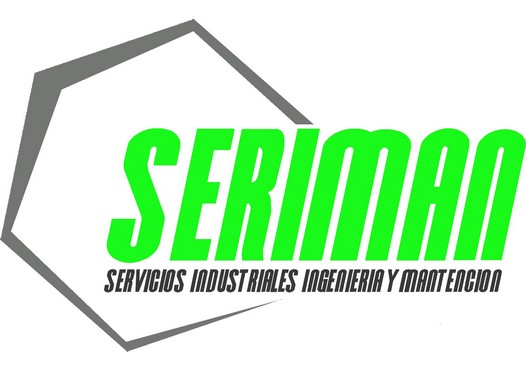 SERIMAN
SERVICIOS INDUSTRIALES INGENIERIA Y MANTENCION